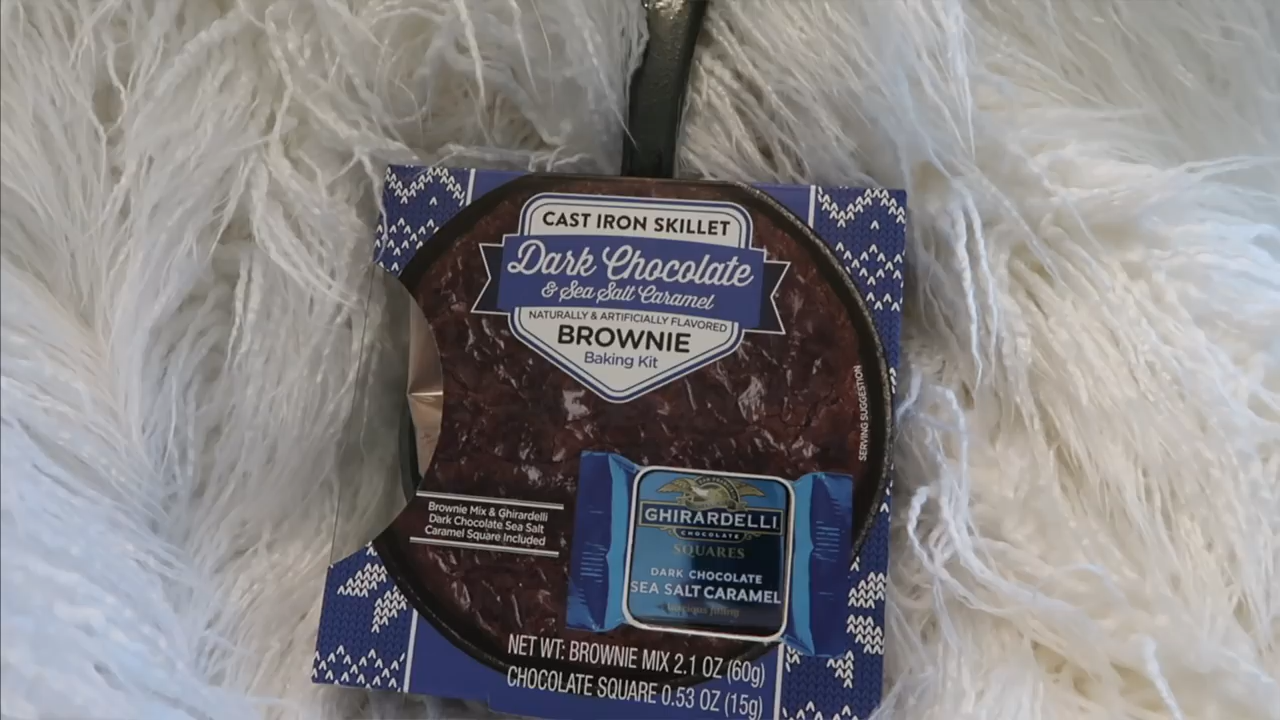 CAST IRON SKILLET
Dark Chocolate
& Sea Salt Caramel
NATURALLY & ARTIFICIALLY FLAVORED
BROWNIE
Baking Kit
SERVING SUGGESTION
Brownie Mix & Ghirardelli
Dark Chocolate Sea Salt
Caramel Square Included
GHIRARDELLI
CHOCOLATE
SQUARES
DARK CHOCOLATE
SEA SALT CARAMEL
luscious filling
NET WT: BROWNIE MIX 2.1 OZ (60g)
CHOCOLATE SQUARE 0.53 OZ (15g)